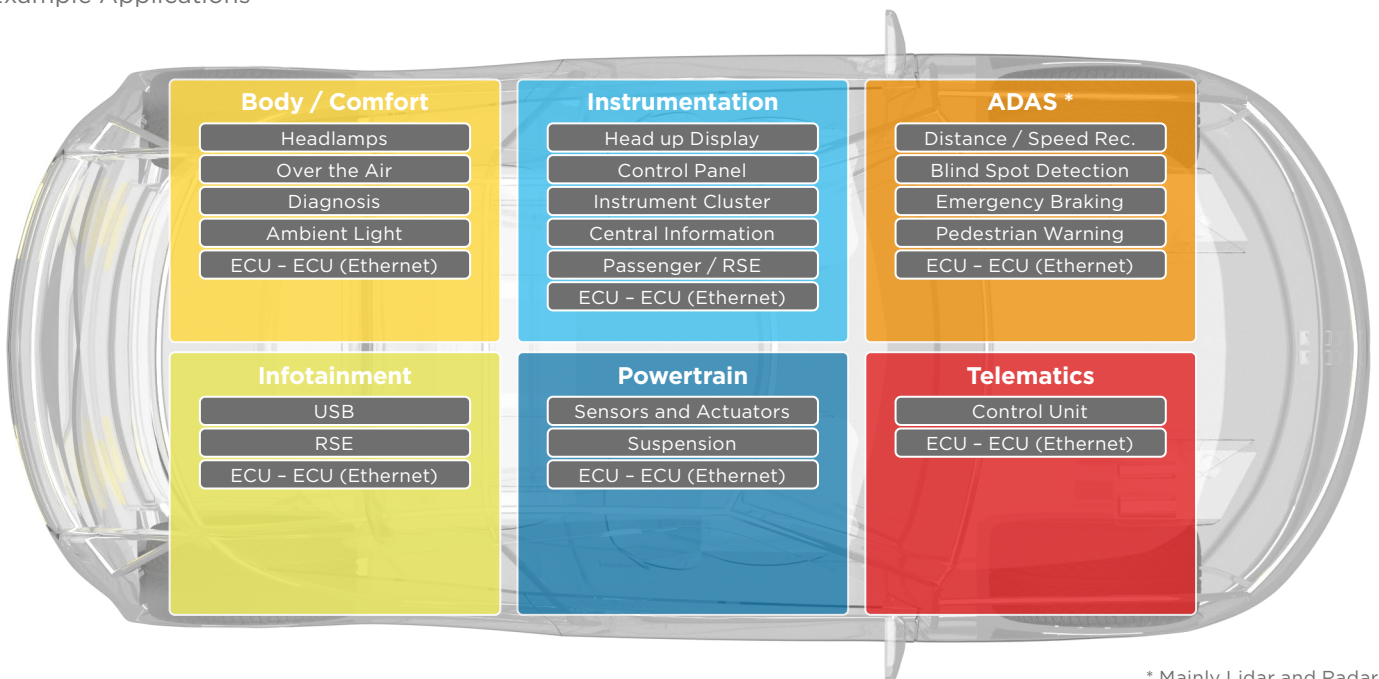 Example Applications
Body / Comfort
Headlamps
Over the Air
Diagnosis
Ambient Light
ECU – ECU (Ethernet)
Instrumentation
Head up Display
Control Panel
Instrument Cluster
Central Information
Passenger / RSE
ECU – ECU (Ethernet)
ADAS *
Distance / Speed Rec.
Blind Spot Detection
Emergency Braking
Pedestrian Warning
ECU – ECU (Ethernet)
Infotainment
USB
RSE
ECU – ECU (Ethernet)
Powertrain
Sensors and Actuators
Suspension
ECU – ECU (Ethernet)
Telematics
Control Unit
ECU – ECU (Ethernet)
* Mainly Lidar and Radar